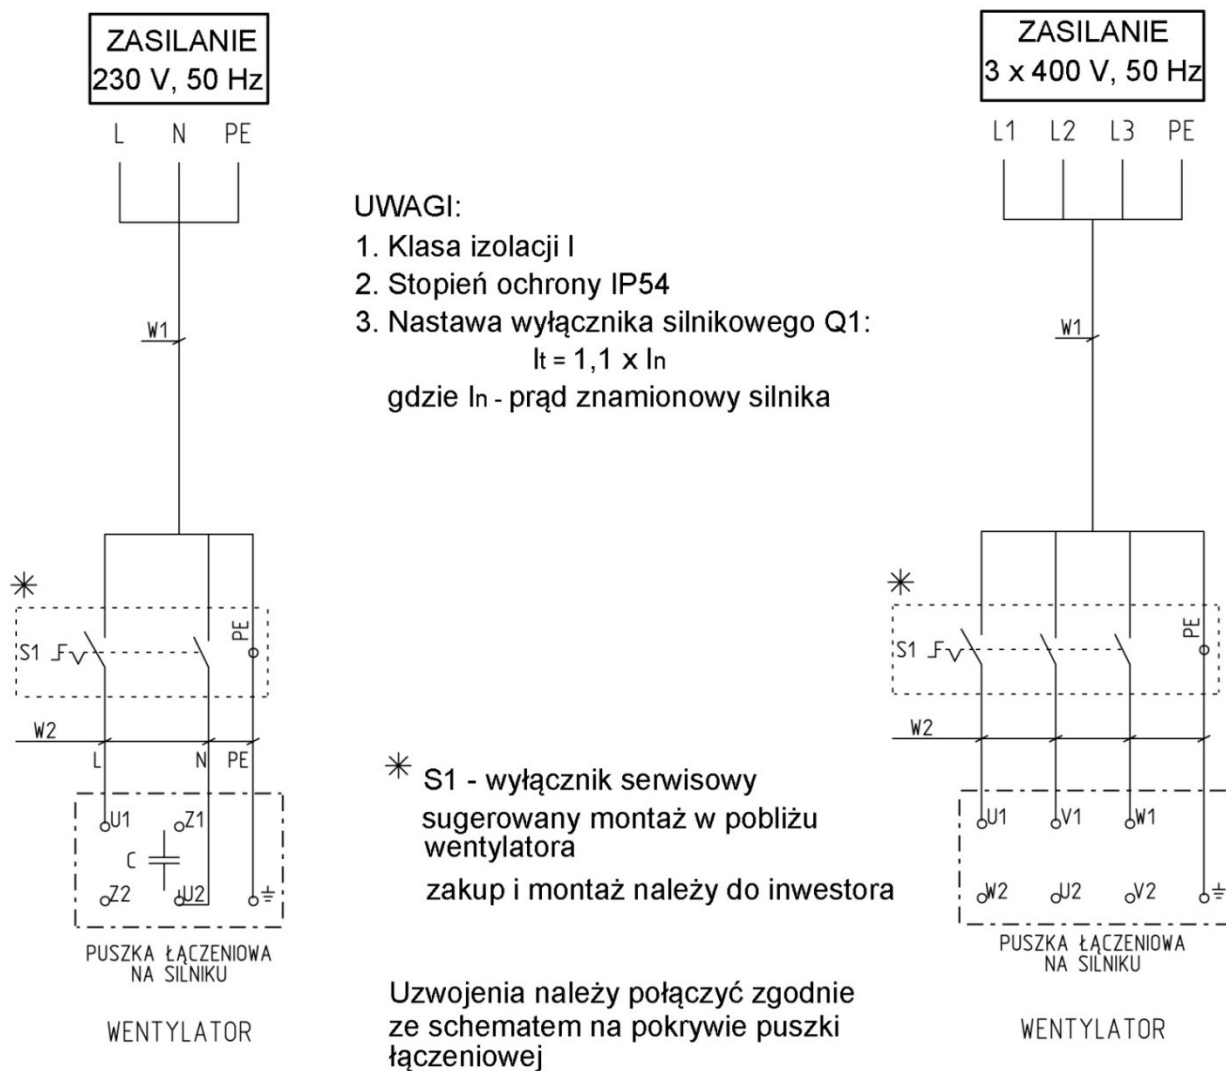 ZASILANIE
230 V, 50 Hz
L N PE
W1
✳
S1
PE
W2
L N PE
U1 Z1
C
Z2 U2
PUSZKA ŁĄCZENIOWA
NA SILNIKU
WENTYLATOR
UWAGI:
1. Klasa izolacji I
2. Stopień ochrony IP54
3. Nastawa wyłącznika silnikowego Q1:
It = 1,1 x In
gdzie In - prąd znamionowy silnika
✳ S1 - wyłącznik serwisowy
sugerowany montaż w pobliżu
wentylatora
zakup i montaż należy do inwestora
Uzwojenia należy połączyć zgodnie
ze schematem na pokrywie puszki
łączeniowej
ZASILANIE
3 x 400 V, 50 Hz
L1 L2 L3 PE
W1
✳
S1
PE
W2
U1 V1 W1
W2 U2 V2
PUSZKA ŁĄCZENIOWA
NA SILNIKU
WENTYLATOR